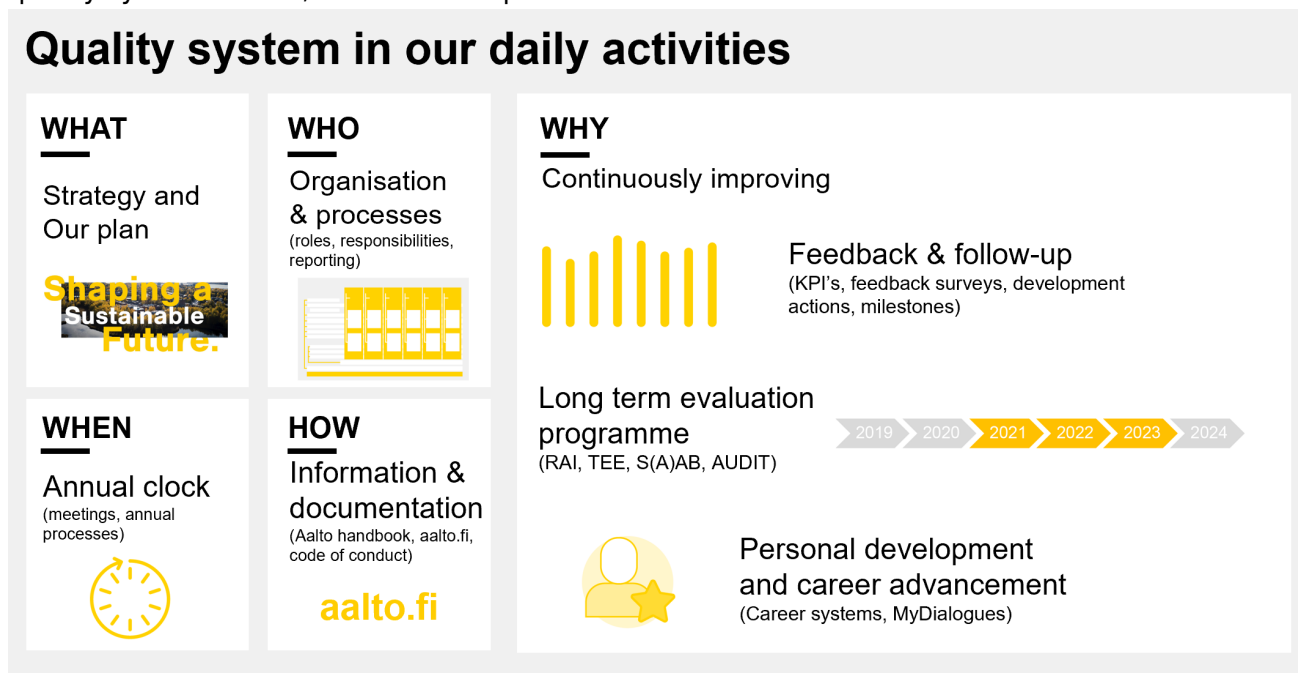 Quality system in our daily activities
WHAT
Strategy and
Our plan
Shaping a
Sustainable
Future.
WHO
Organisation
& processes
(roles, responsibilities,
reporting)
WHEN
Annual clock
(meetings, annual
processes)
HOW
Information &
documentation
(Aalto handbook, aalto.fi,
code of conduct)
aalto.fi
WHY
Continuously improving
Feedback & follow-up
(KPI's, feedback surveys, development
actions, milestones)
Long term evaluation
programme
(RAI, TEE, S(A)AB, AUDIT)
2019 2020 2021 2022 2023 2024
Personal development
and career advancement
(Career systems, MyDialogues)